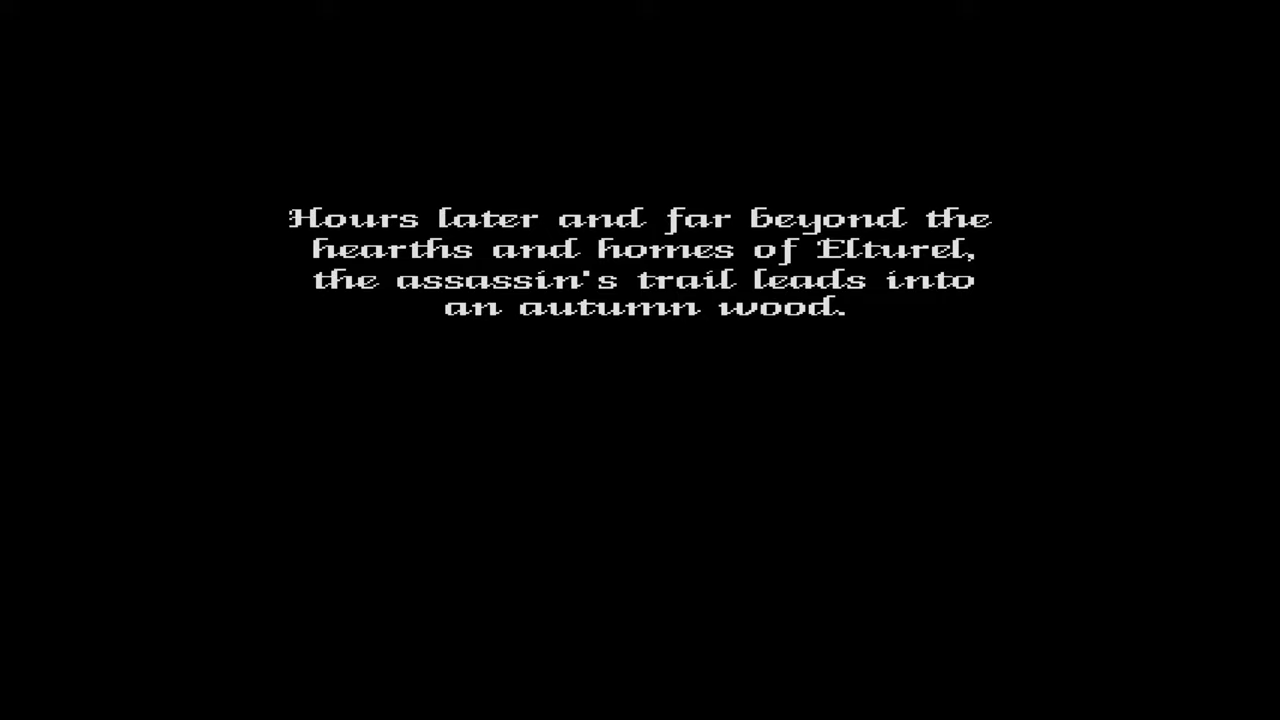 Hours later and far beyond the
hearths and homes of Elturel,
the assassin's trail leads into
an autumn wood.